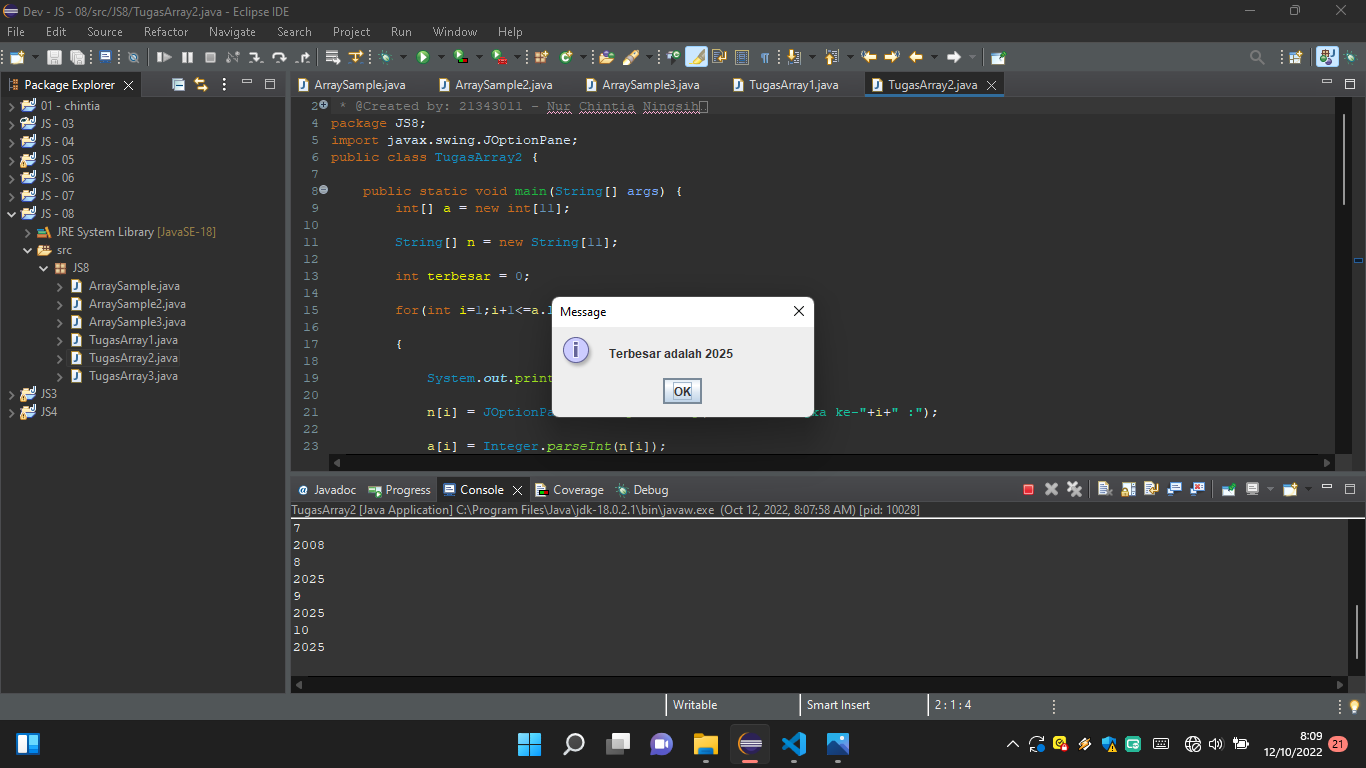 Dev - JS - 08/src/JS8/TugasArray2.java - Eclipse IDE
File Edit Source Refactor Navigate Search Project Run Window Help
Package Explorer
ArraySample.java ArraySample2.java ArraySample3.java TugasArray1.java TugasArray2.java
01 - chintia
JS - 03
JS - 04
JS - 05
JS - 06
JS - 07
JS - 08
JRE System Library [JavaSE-18]
src
JS8
ArraySample.java
ArraySample2.java
ArraySample3.java
TugasArray1.java
TugasArray2.java
TugasArray3.java
JS3
JS4
2 * @Created by: 21343011 - Nur Chintia Ningsih
4 package JS8;
5 import javax.swing.JOptionPane;
6 public class TugasArray2 {
7
8 public static void main(String[] args) {
9 int[] a = new int[11];
10
11 String[] n = new String[11];
12
13 int terbesar = 0;
14
15 for(int i=1;i+1<=a.
16
17 {
18
19 System.out.print
20
21 n[i] = JOptionPa ka ke-"+i+" :");
22
23 a[i] = Integer.parseInt(n[i]);
Message
Terbesar adalah 2025
OK
Javadoc Progress Console Coverage Debug
TugasArray2 [Java Application] C:\Program Files\Java\jdk-18.0.2.1\bin\javaw.exe (Oct 12, 2022, 8:07:58 AM) [pid: 10028]
7
2008
8
2025
9
2025
10
2025
Writable Smart Insert 2 : 1 : 4
8:09
12/10/2022
21